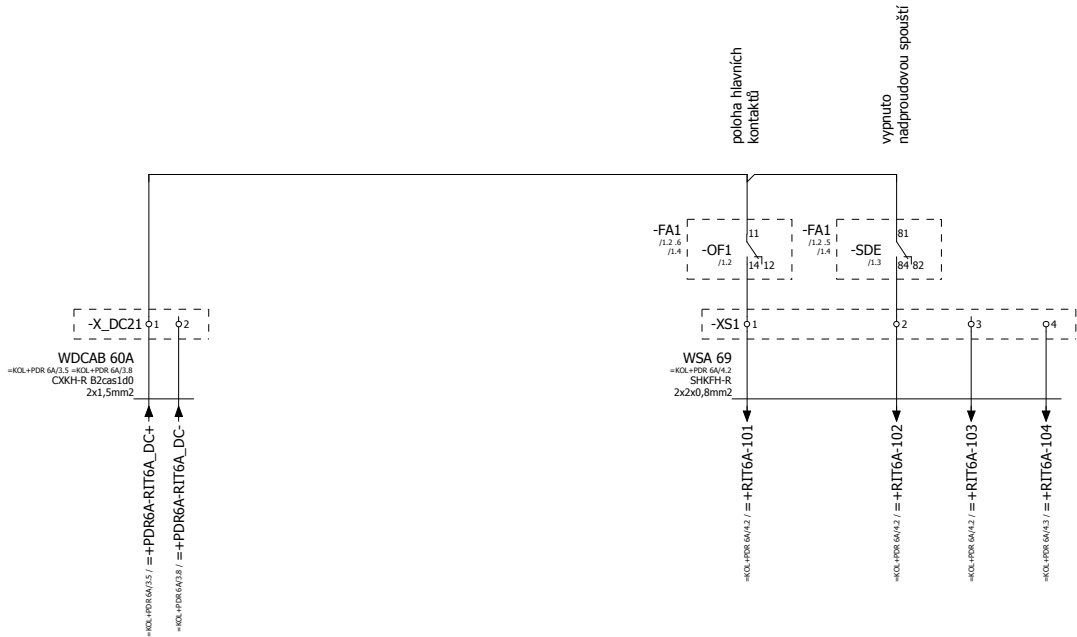 poloha hlavních
kontaktů
vypnuto
nadproudovou spouští
-FA1
/1.2 .6
/1.4
-OF1
/1.2
11
14 12
-FA1
/1.2 .5
/1.4
-SDE
/1.3
81
84 82
-X_DC21 1 2
-XS1 1 2 3 4
WDCAB 60A
=KOL+PDR 6A/3.5 =KOL+PDR 6A/3.8
CXKH-R B2cas1d0
2x1,5mm2
WSA 69
=KOL+PDR 6A/4.2
SHKFH-R
2x2x0,8mm2
=KOL+PDR 6A/3.5 / =+PDR6A-RIT6A_DC+
=KOL+PDR 6A/3.8 / =+PDR6A-RIT6A_DC-
=KOL+PDR 6A/4.2 / =+RIT6A-101
=KOL+PDR 6A/4.2 / =+RIT6A-102
=KOL+PDR 6A/4.2 / =+RIT6A-103
=KOL+PDR 6A/4.3 / =+RIT6A-104